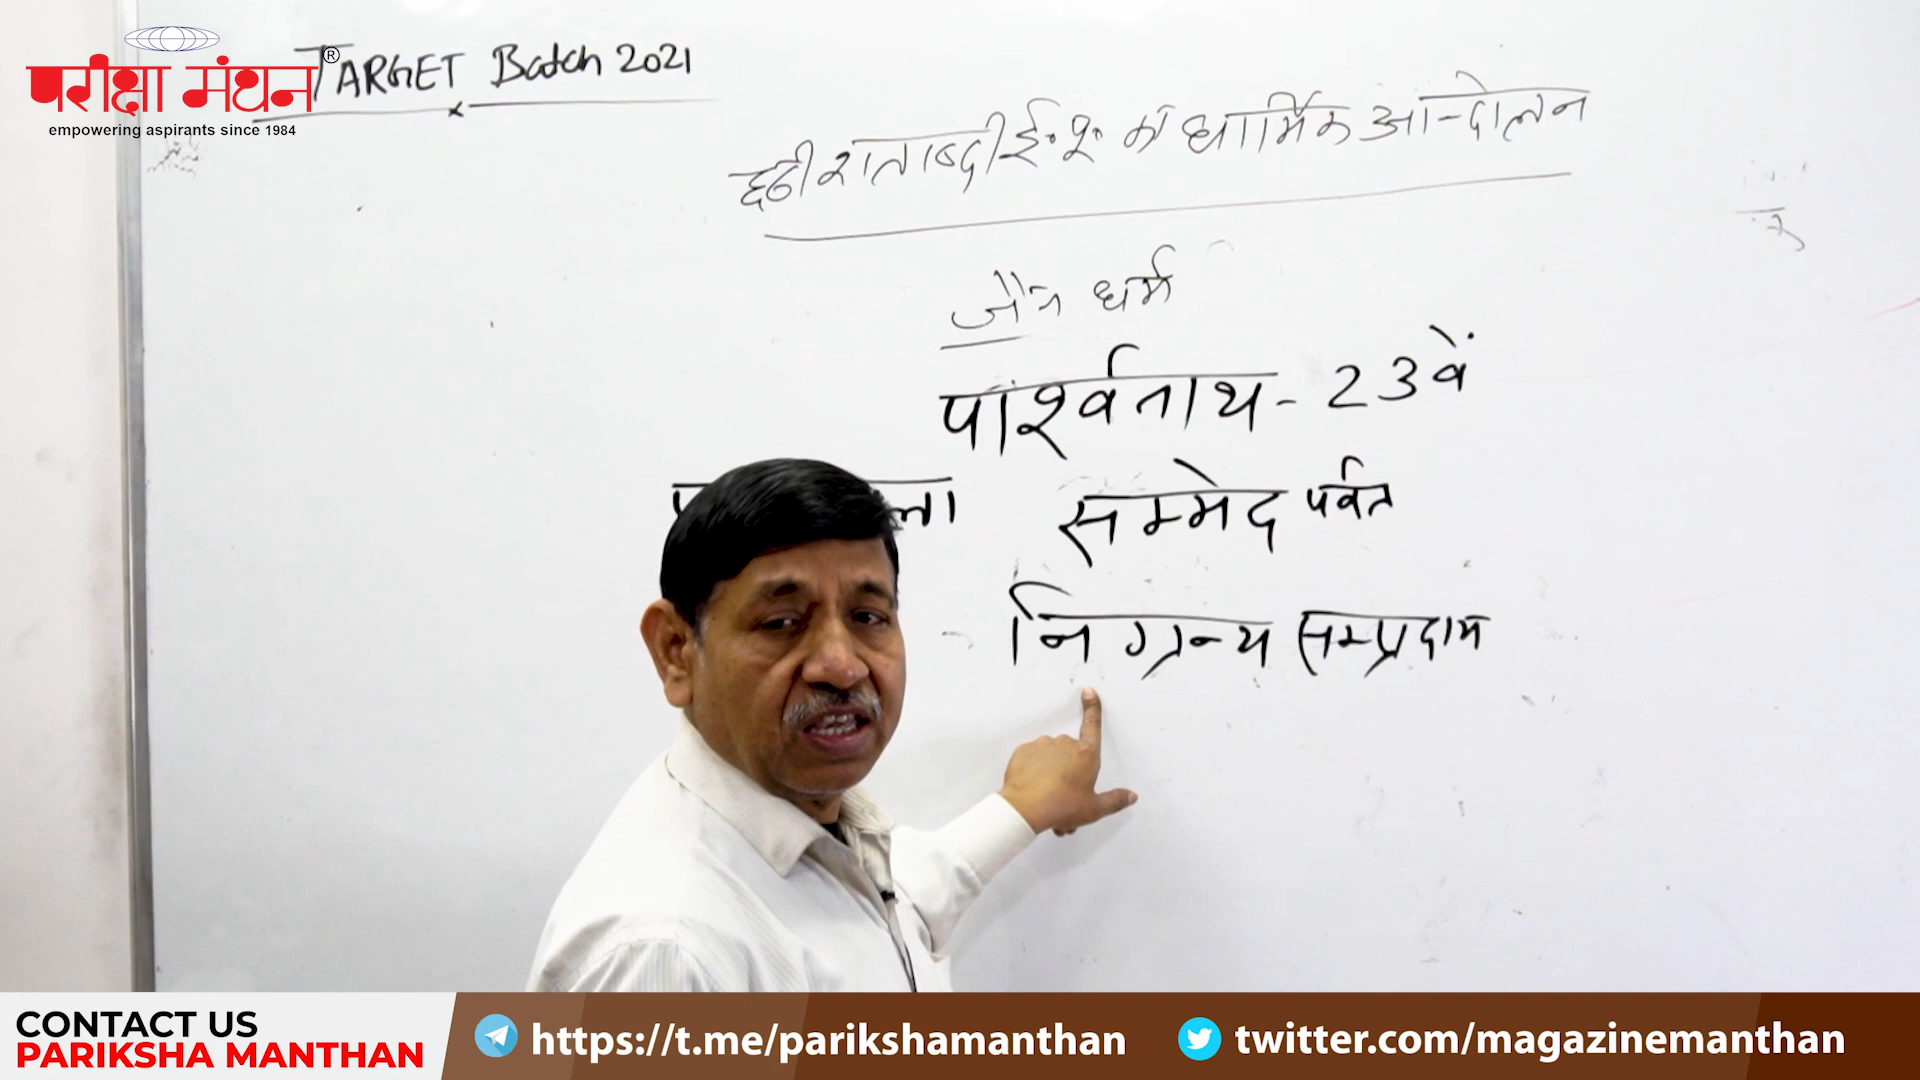 परीक्षा मंथन®
empowering aspirants since 1984
TARGET Batch 2021
छठी शताब्दी ई० पू० का धार्मिक आन्दोलन
जैन धर्म
पार्श्वनाथ - 23वें
ला सम्मेद पर्वत
निग्रन्थ सम्प्रदाय
CONTACT US
PARIKSHA MANTHAN
https://t.me/parikshamanthan
twitter.com/magazinemanthan